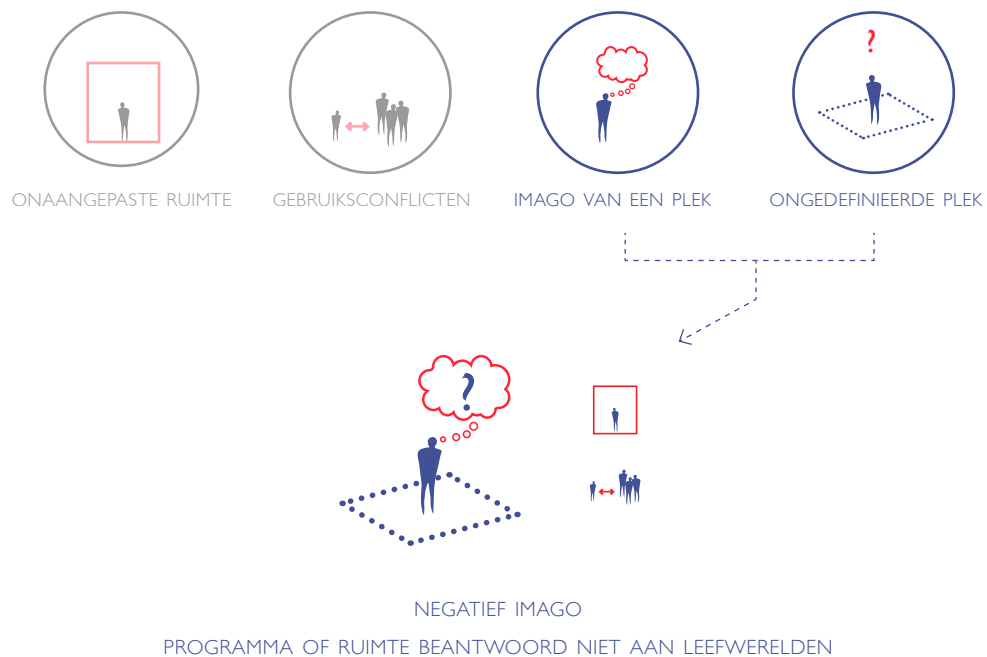 ?
ONAANGEPASTE RUIMTE
GEBRUIKSCONFLICTEN
IMAGO VAN EEN PLEK
ONGEDEFINIEERDE PLEK
?
NEGATIEF IMAGO
PROGRAMMA OF RUIMTE BEANTWOORD NIET AAN LEEFWERELDEN